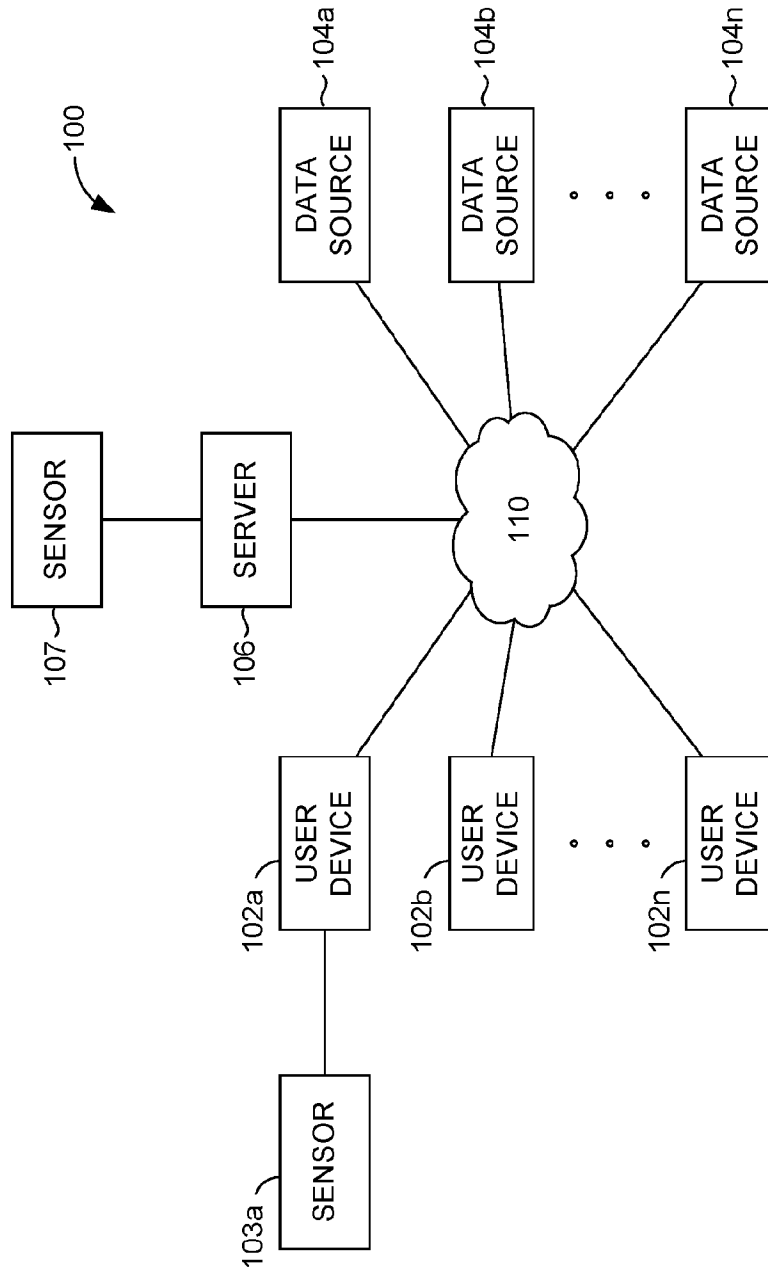 100
SENSOR
107
SERVER
106
103a
SENSOR
102a
USER
DEVICE
102b
USER
DEVICE
102n
USER
DEVICE
110
DATA
SOURCE
104a
DATA
SOURCE
104b
DATA
SOURCE
104n